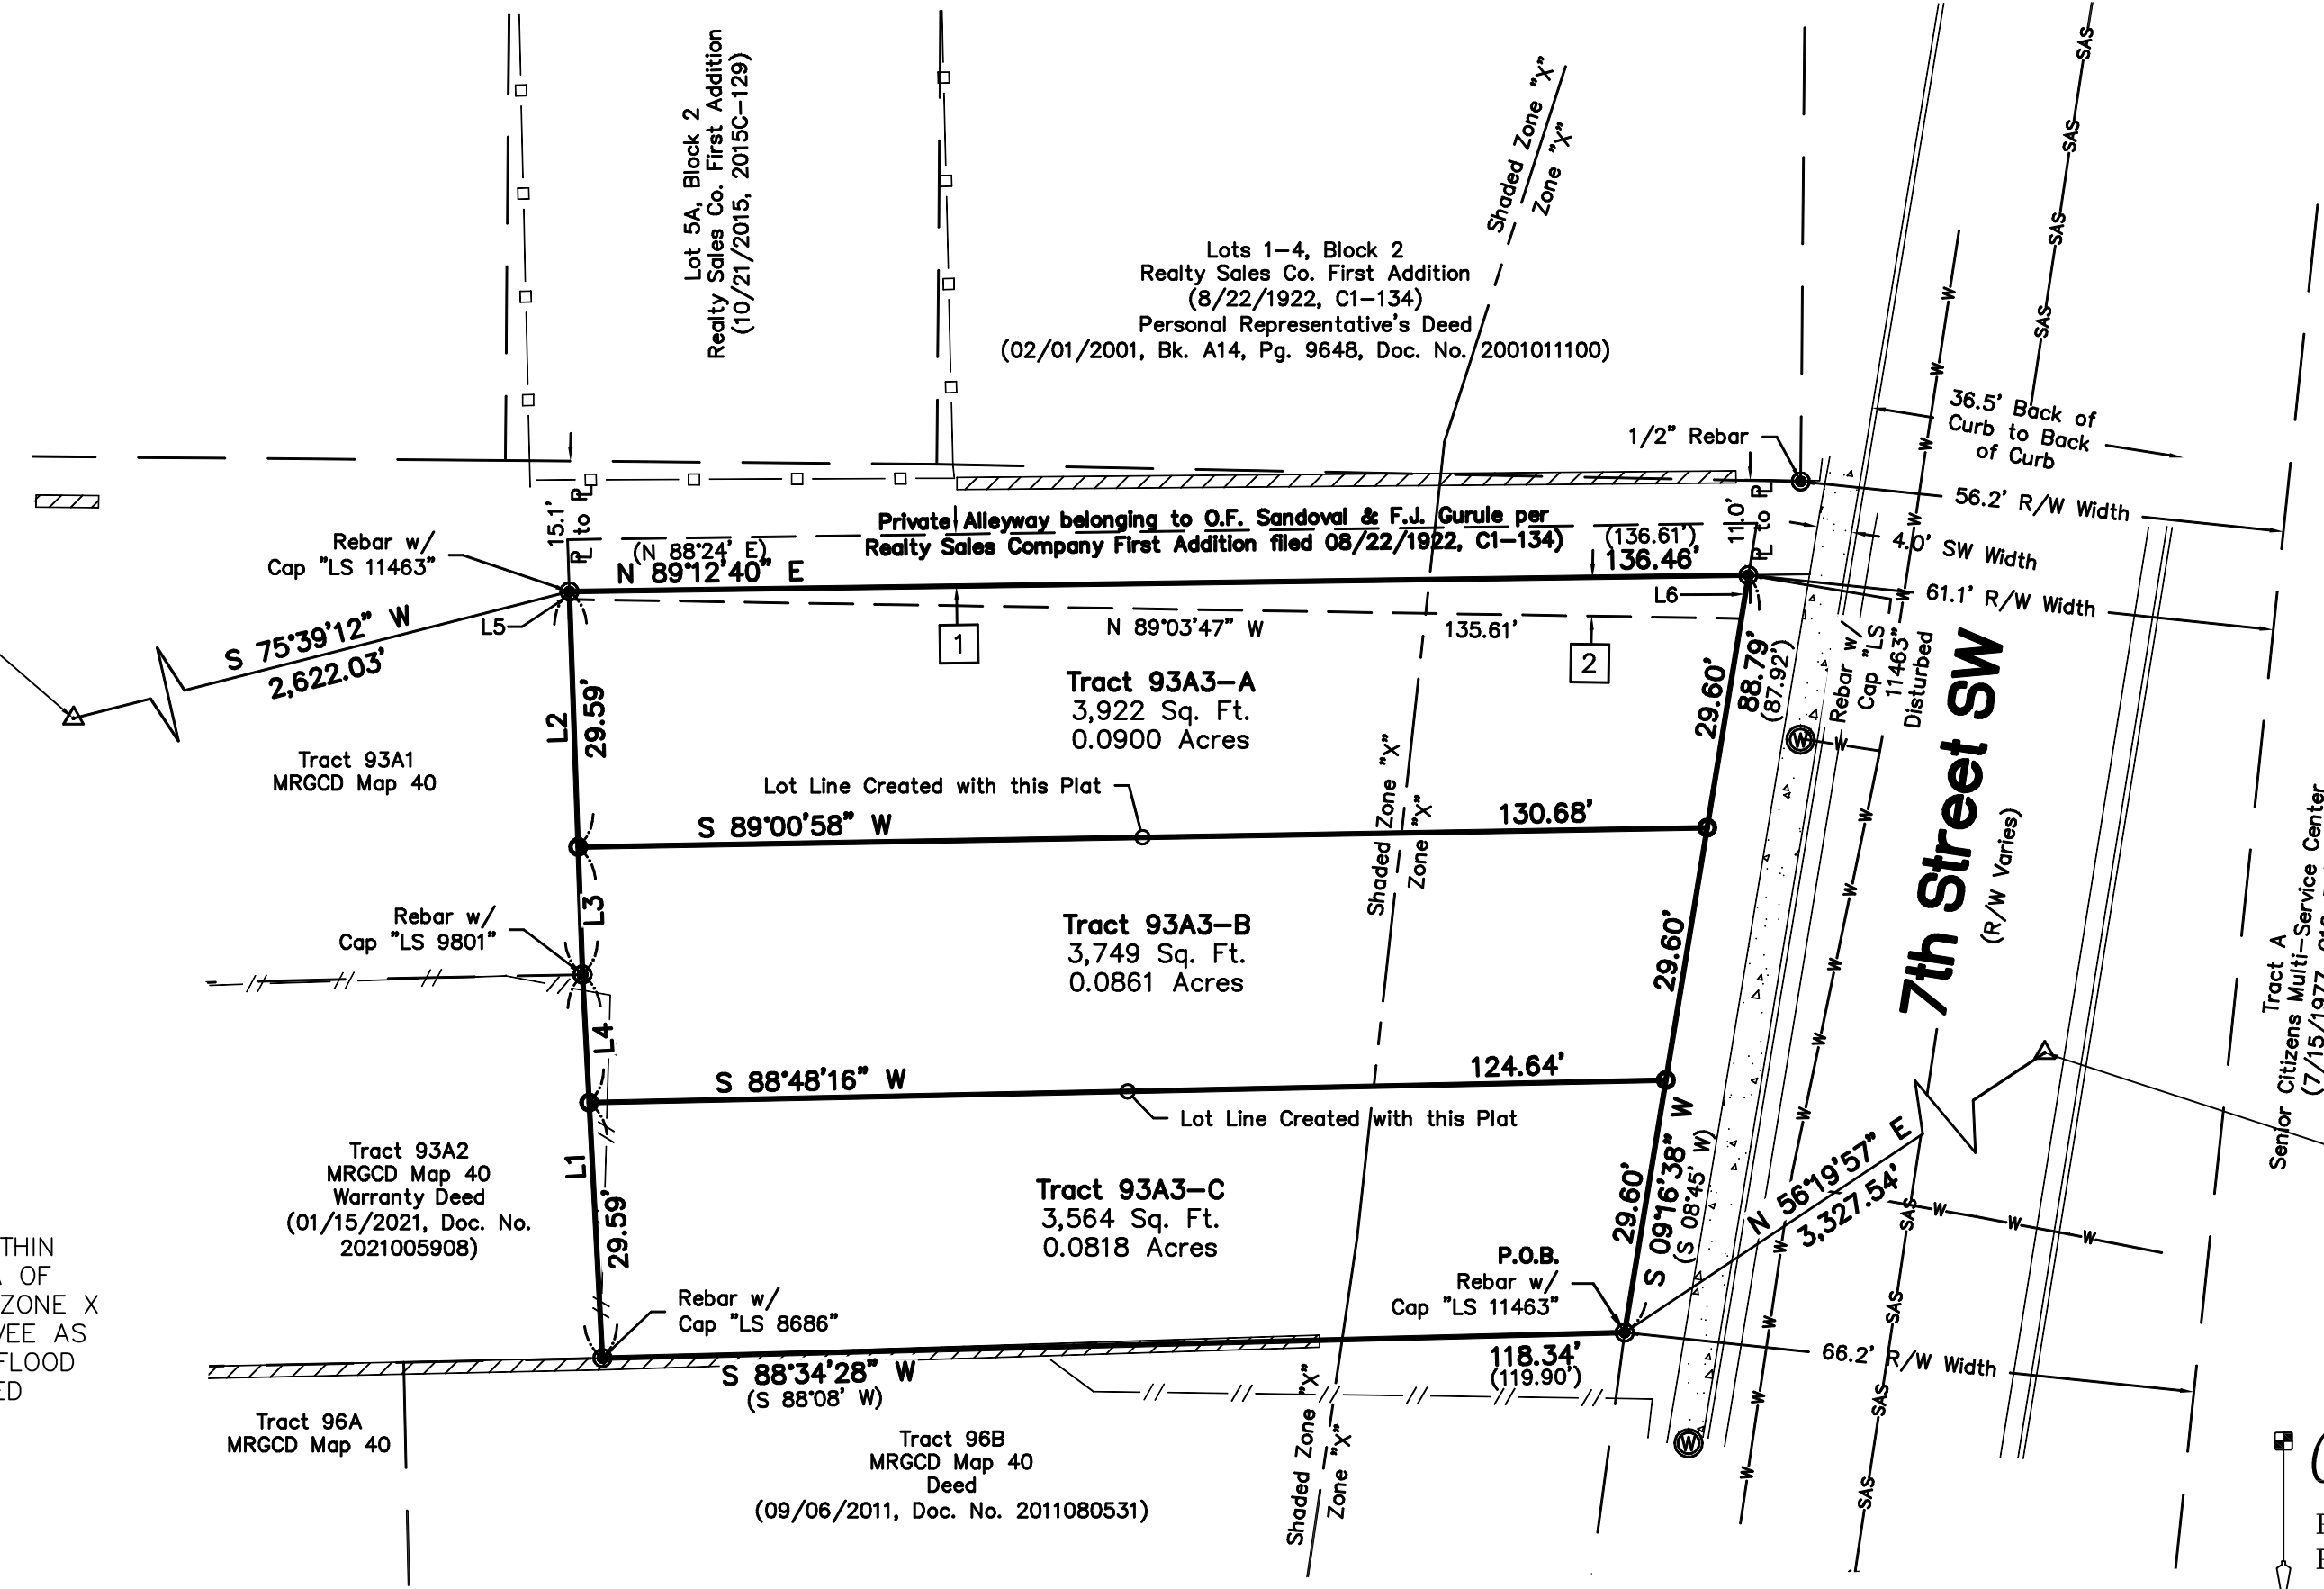 Lot 5A, Block 2
Realty Sales Co. First Addition
(10/21/2015, 2015C-129)
Shaded Zone "X"
Zone "X"
Lots 1-4, Block 2
Realty Sales Co. First Addition
(8/22/1922, C1-134)
Personal Representative's Deed
(02/01/2001, Bk. A14, Pg. 9648, Doc. No. 2001011100)
SAS
SAS
SAS
SAS
W
W
W
W
W
36.5' Back of
Curb to Back
of Curb
1/2" Rebar
56.2' R/W Width
4.0' SW Width
61.1' R/W Width
15.1'
PL to PL
11.0'
PL to PL
Private Alleyway belonging to O.F. Sandoval & F.J. Gurule per
Realty Sales Company First Addition filed 08/22/1922, C1-134)
(N 88°24' E)
(136.61')
N 89°12'40" E
136.46'
Rebar w/
Cap "LS 11463"
L5
L6
S 75°39'12" W
2,622.03'
1
N 89°03'47" W
135.61'
2
Rebar w/
Cap "LS
11463"
Disturbed
Tract 93A3-A
3,922 Sq. Ft.
0.0900 Acres
L2
29.59'
29.60'
88.79'
(87.92')
Tract 93A1
MRGCD Map 40
Lot Line Created with this Plat
S 89°00'58" W
130.68'
Shaded Zone "X"
Zone "X"
W
W
7th Street SW
(R/W Varies)
W
W
W
W
W
Rebar w/
Cap "LS 9801"
L3
Tract 93A3-B
3,749 Sq. Ft.
0.0861 Acres
29.60'
Tract A
Senior Citizens Multi-Service Center
L4
S 88°48'16" W
124.64'
Lot Line Created with this Plat
Tract 93A2
MRGCD Map 40
Warranty Deed
(01/15/2021, Doc. No.
2021005908)
L1
29.59'
Tract 93A3-C
3,564 Sq. Ft.
0.0818 Acres
29.60'
S 09°16'38" W
(S 08°45' W)
N 56°19'57" E
3,327.54'
SAS
W
W
W
W
W
W
W
W
SAS
SAS
SAS
P.O.B.
Rebar w/
Cap "LS 11463"
THIN
OF
ZONE X
VEE AS
FLOOD
ED
Rebar w/
Cap "LS 8686"
S 88°34'28" W
(S 88°08' W)
118.34'
(119.90')
66.2' R/W Width
Tract 96A
MRGCD Map 40
Tract 96B
MRGCD Map 40
Deed
(09/06/2011, Doc. No. 2011080531)
Shaded Zone "X"
Zone "X"
W